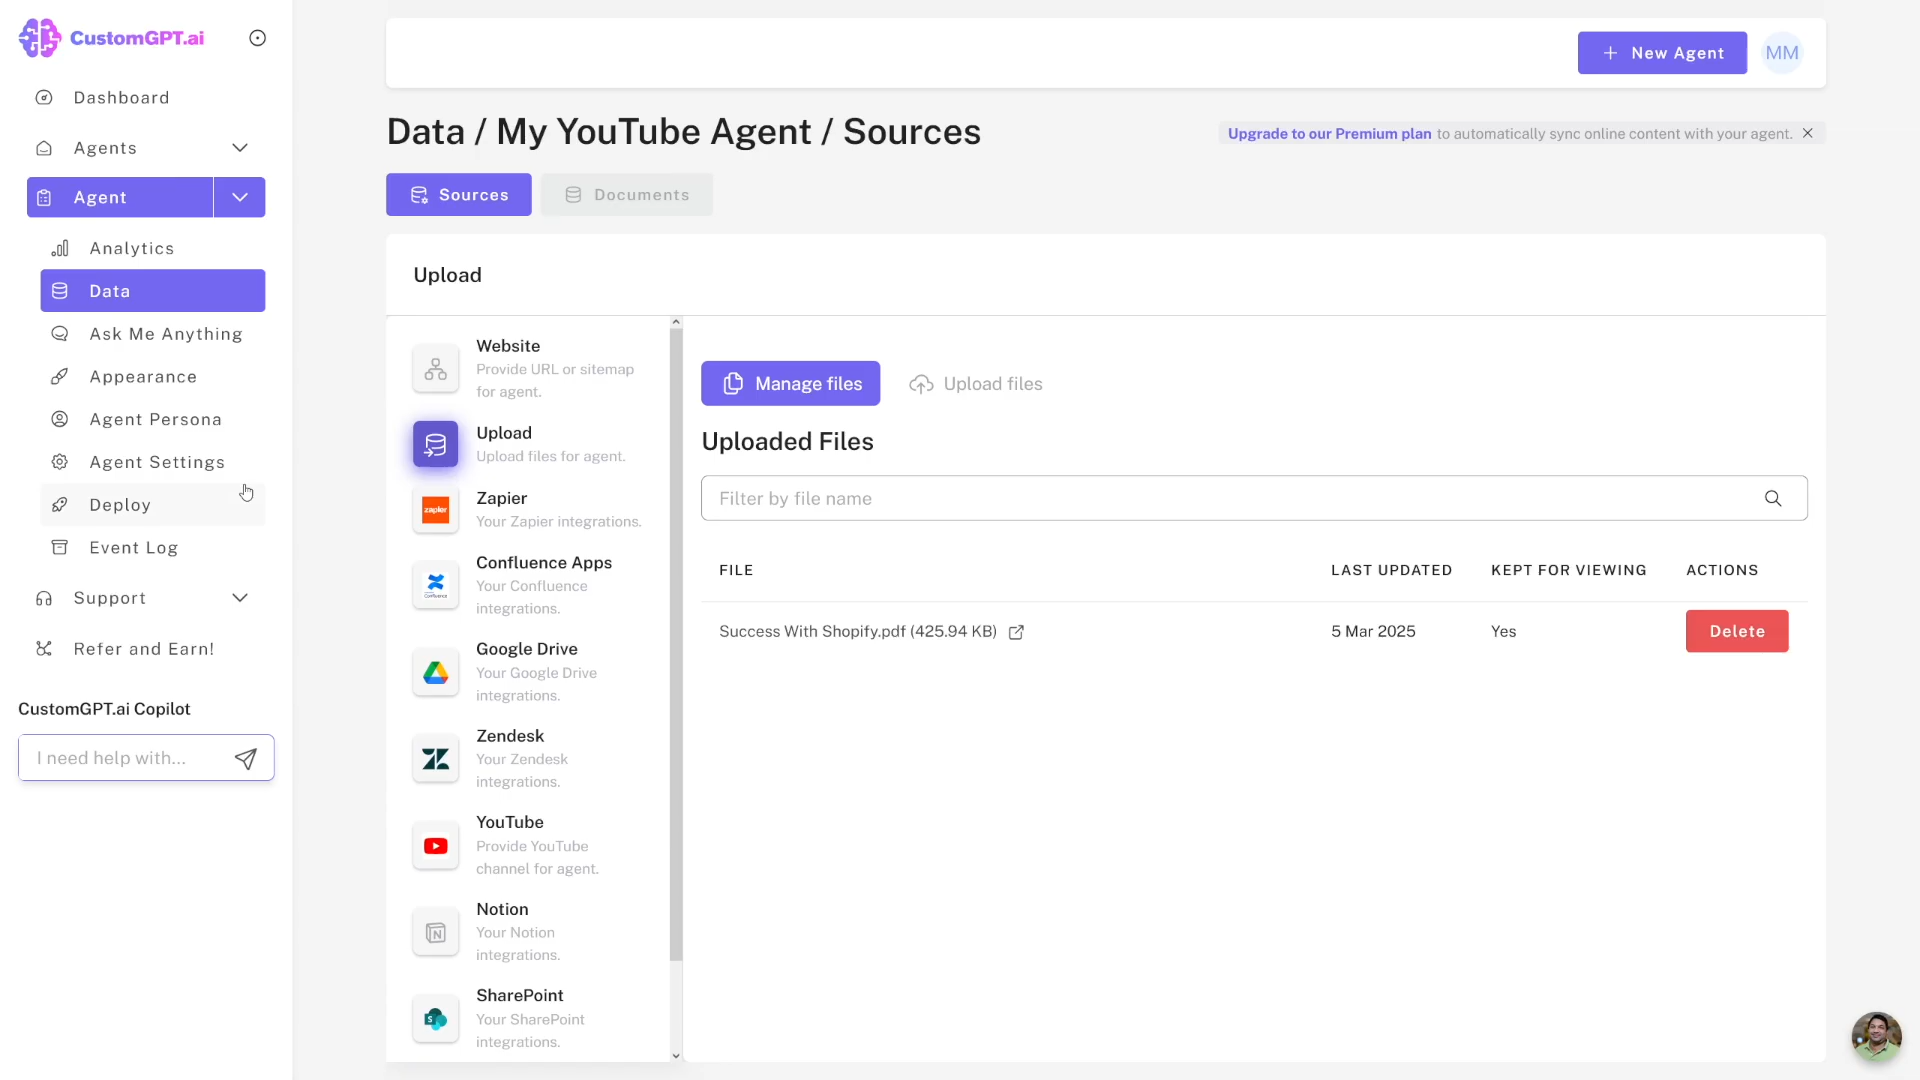 CustomGPT.ai
Dashboard
Agents
Agent
Analytics
Data
Ask Me Anything
Appearance
Agent Persona
Agent Settings
Deploy
Event Log
Support
Refer and Earn!
CustomGPT.ai Copilot
I need help with...
New Agent
MM
Data / My YouTube Agent / Sources
Upgrade to our Premium plan to automatically sync online content with your agent.
Sources
Documents
Upload
Website
Provide URL or sitemap
for agent.
Upload
Upload files for agent.
zapier
Zapier
Your Zapier integrations.
Confluence
Confluence Apps
Your Confluence
integrations.
Google Drive
Your Google Drive
integrations.
Zendesk
Your Zendesk
integrations.
YouTube
Provide YouTube
channel for agent.
Notion
Your Notion
integrations.
SharePoint
Your SharePoint
integrations.
Manage files
Upload files
Uploaded Files
Filter by file name
FILE LAST UPDATED KEPT FOR VIEWING ACTIONS
Success With Shopify.pdf (425.94 KB) 5 Mar 2025 Yes Delete